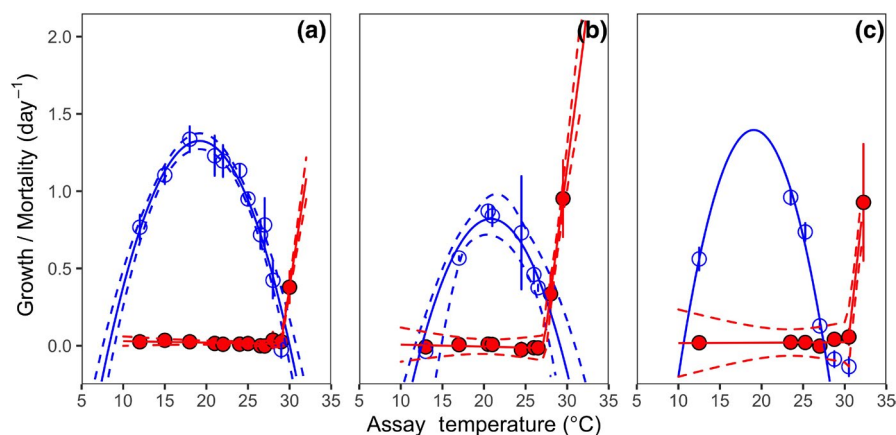 (a) (b) (c)
2.0
1.5
1.0
0.5
0.0
Growth / Mortality (day⁻¹)
5 10 15 20 25 30 35 5 10 15 20 25 30 35 5 10 15 20 25 30 35
Assay temperature (°C)